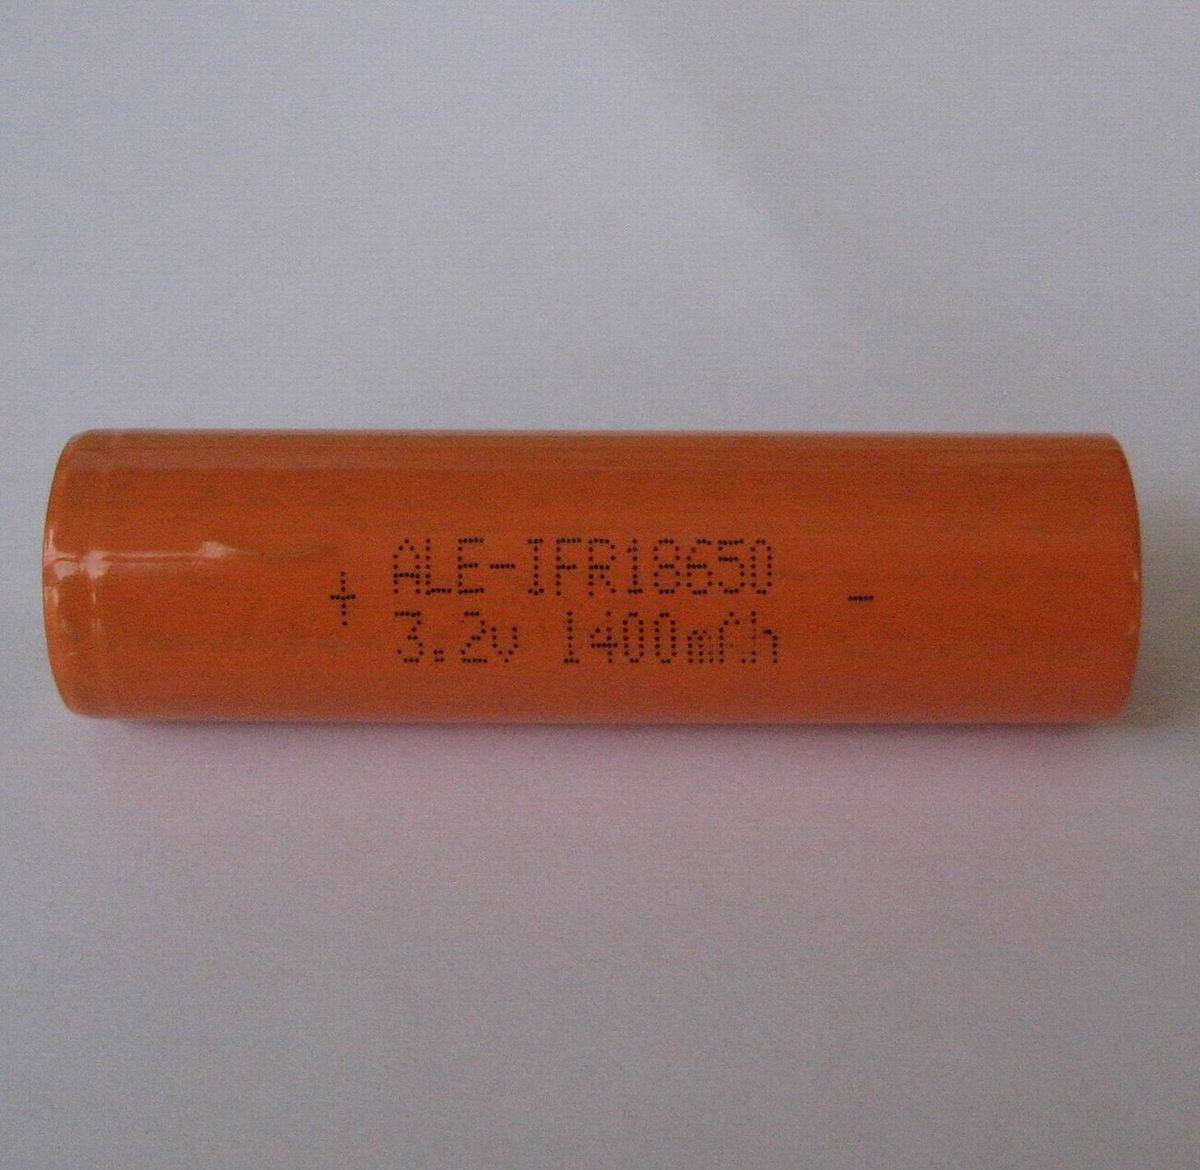 + ALE-IFR18650 -
3.2v 1400mAh